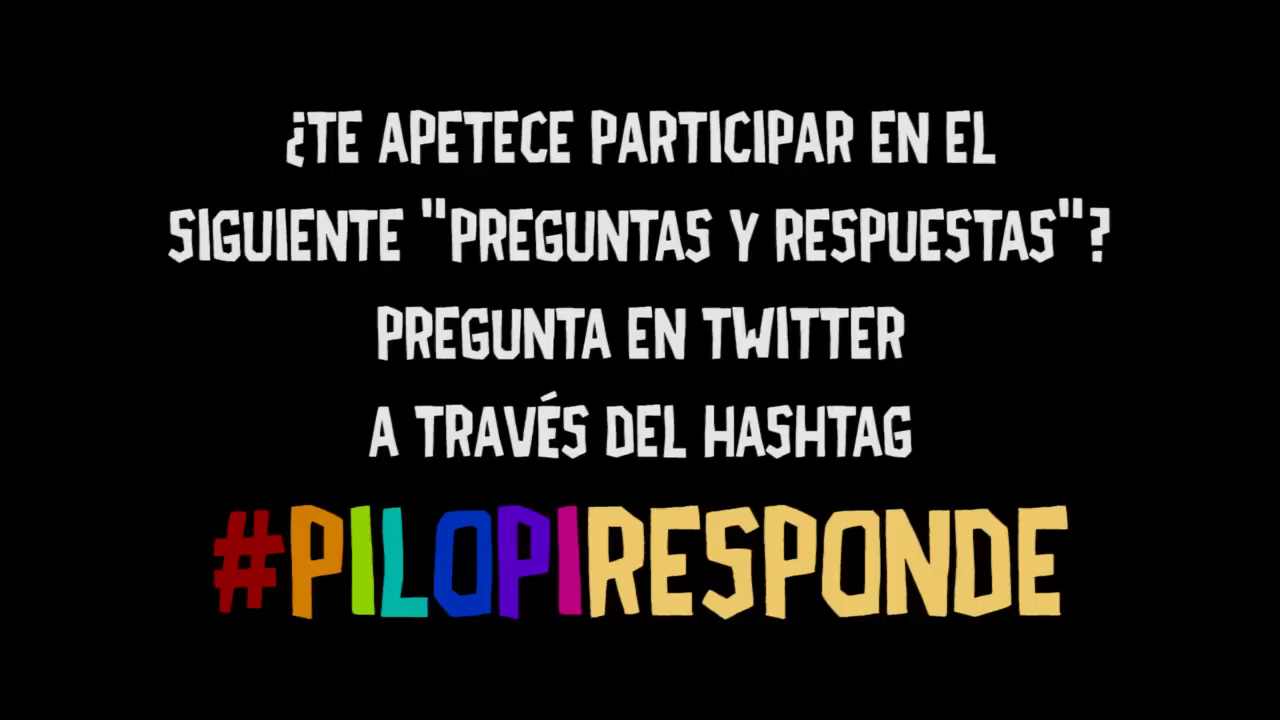 ¿TE APETECE PARTICIPAR EN EL
SIGUIENTE "PREGUNTAS Y RESPUESTAS"?
PREGUNTA EN TWITTER
A TRAVÉS DEL HASHTAG
#PILOPIRESPONDE